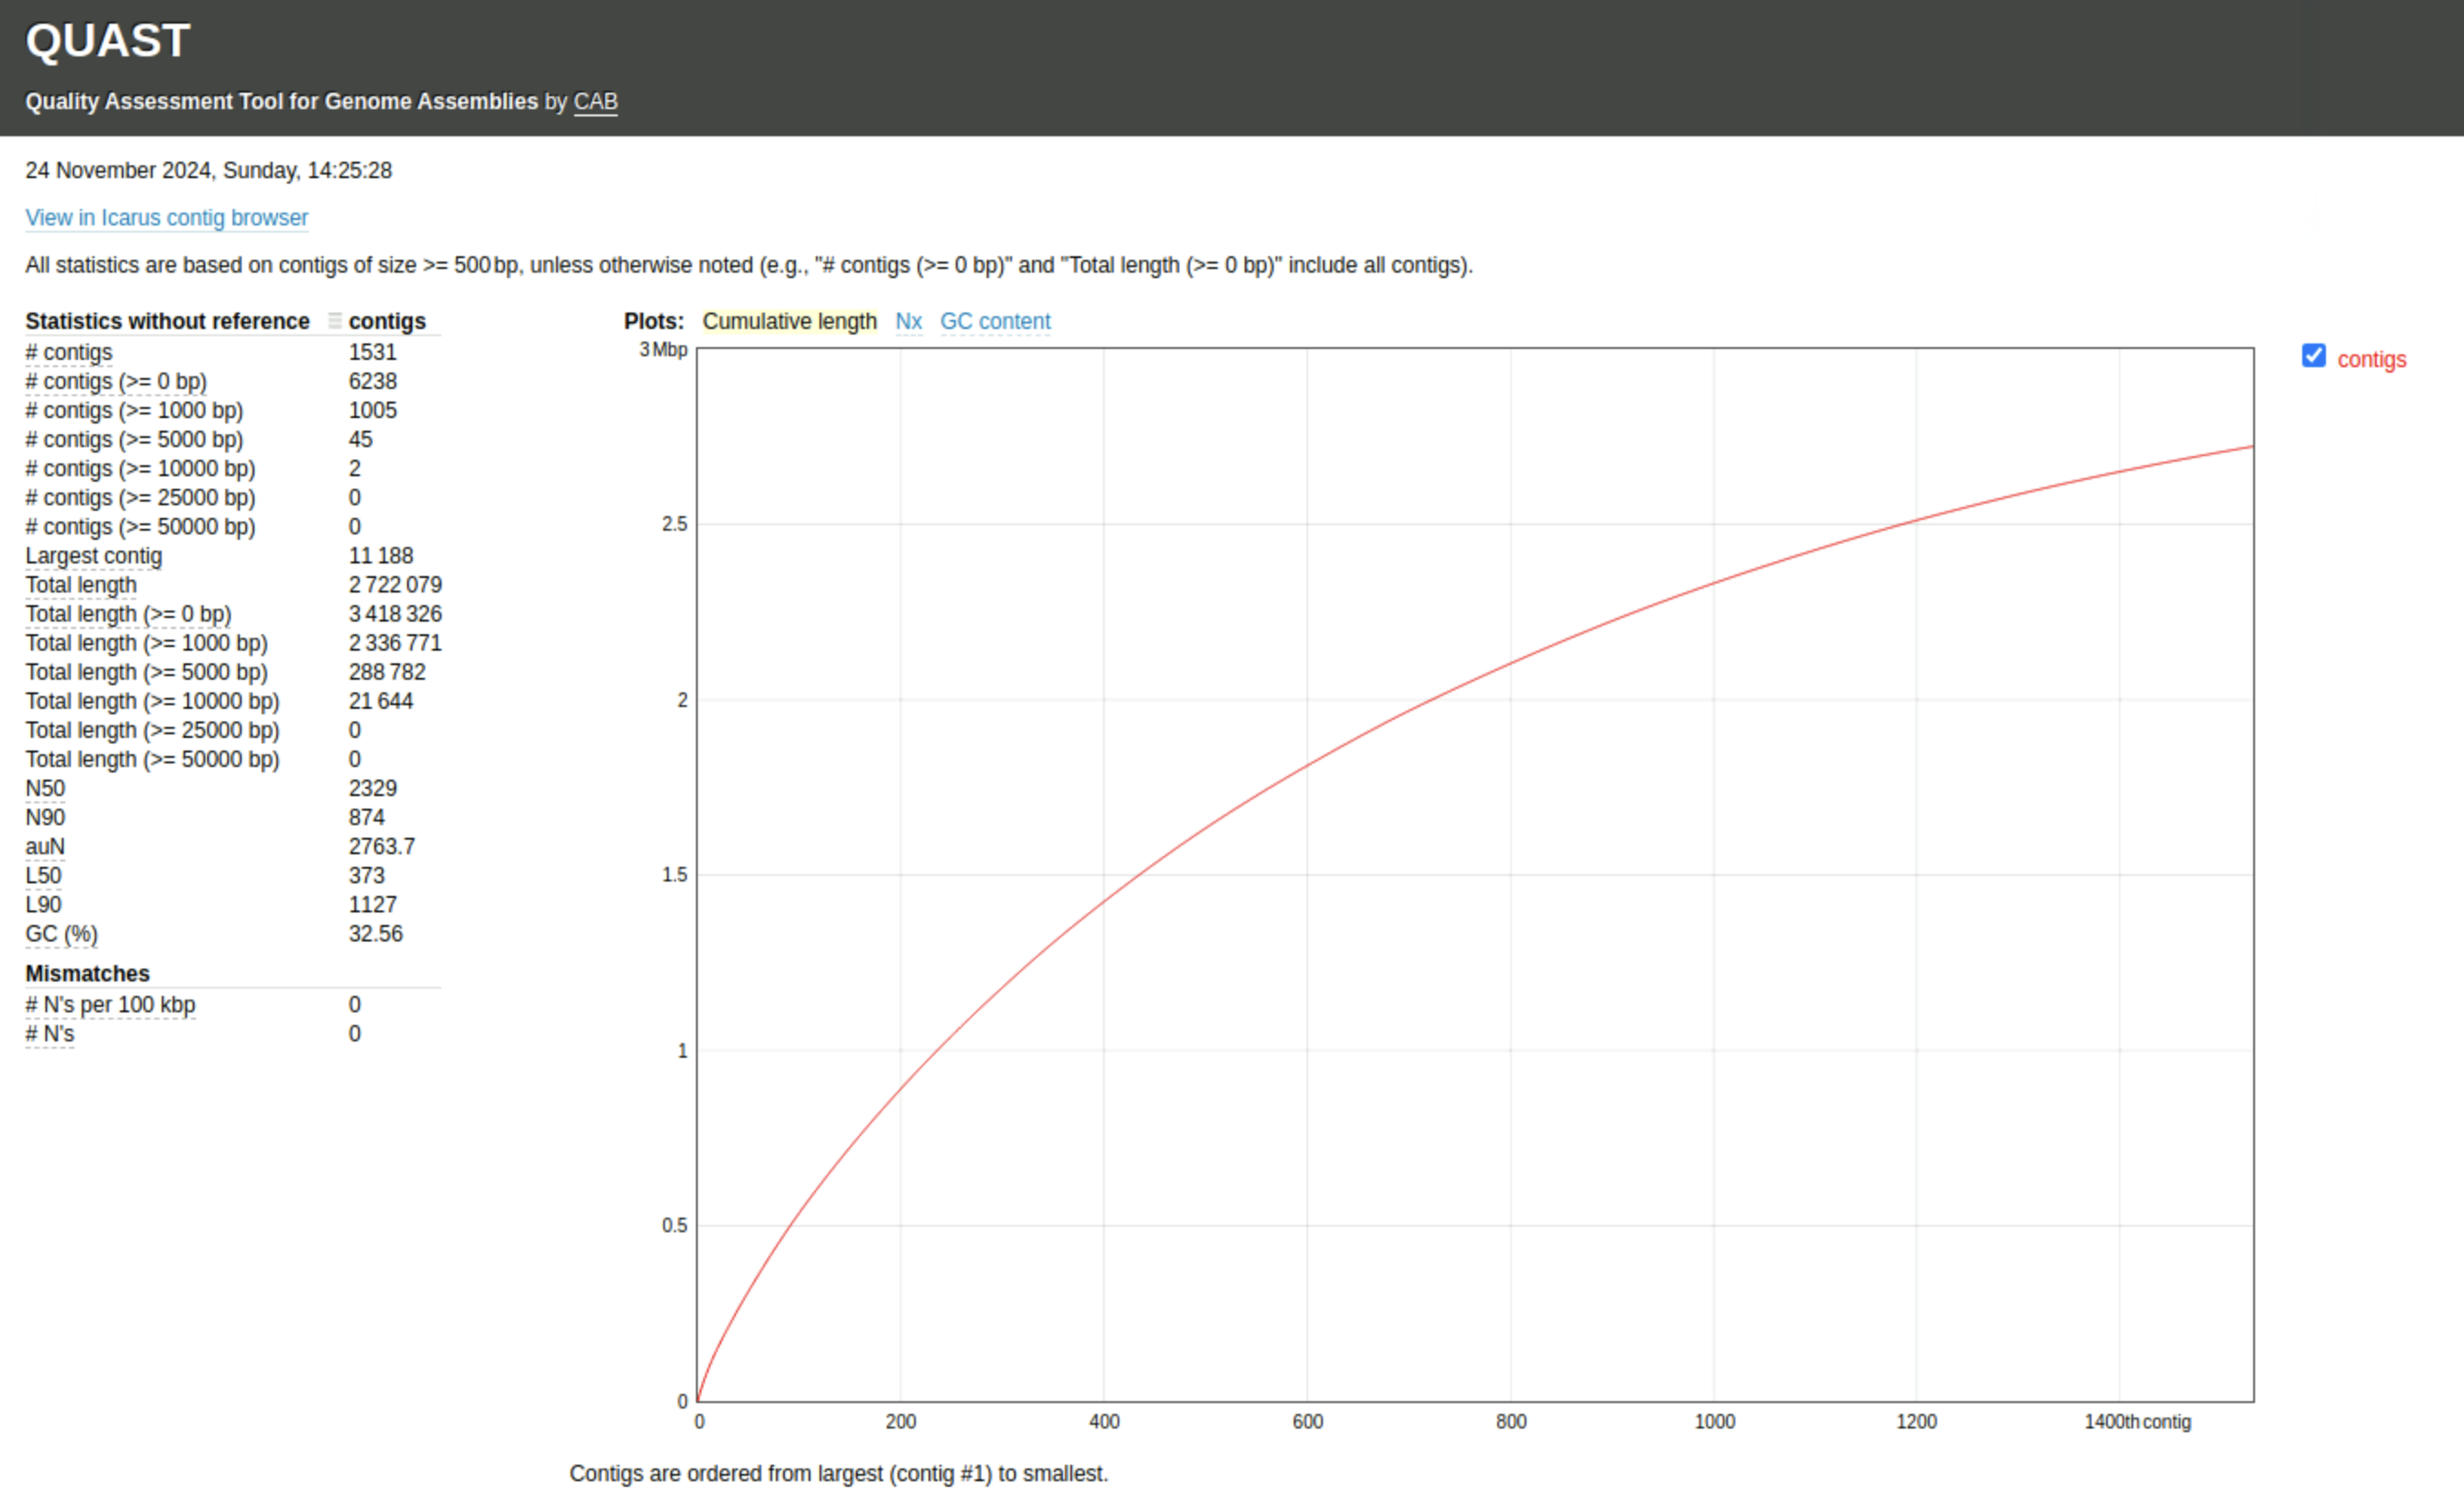 QUAST
Quality Assessment Tool for Genome Assemblies by CAB
24 November 2024, Sunday, 14:25:28
View in Icarus contig browser
All statistics are based on contigs of size >= 500 bp, unless otherwise noted (e.g., "# contigs (>= 0 bp)" and "Total length (>= 0 bp)" include all contigs).
Statistics without reference contigs
# contigs 1531
# contigs (>= 0 bp) 6238
# contigs (>= 1000 bp) 1005
# contigs (>= 5000 bp) 45
# contigs (>= 10000 bp) 2
# contigs (>= 25000 bp) 0
# contigs (>= 50000 bp) 0
Largest contig 11 188
Total length 2 722 079
Total length (>= 0 bp) 3 418 326
Total length (>= 1000 bp) 2 336 771
Total length (>= 5000 bp) 288 782
Total length (>= 10000 bp) 21 644
Total length (>= 25000 bp) 0
Total length (>= 50000 bp) 0
N50 2329
N90 874
auN 2763.7
L50 373
L90 1127
GC (%) 32.56
Mismatches
# N's per 100 kbp 0
# N's 0
Plots: Cumulative length Nx GC content
3 Mbp
2.5
2
1.5
1
0.5
0
0 200 400 600 800 1000 1200 1400th contig
contigs
Contigs are ordered from largest (contig #1) to smallest.